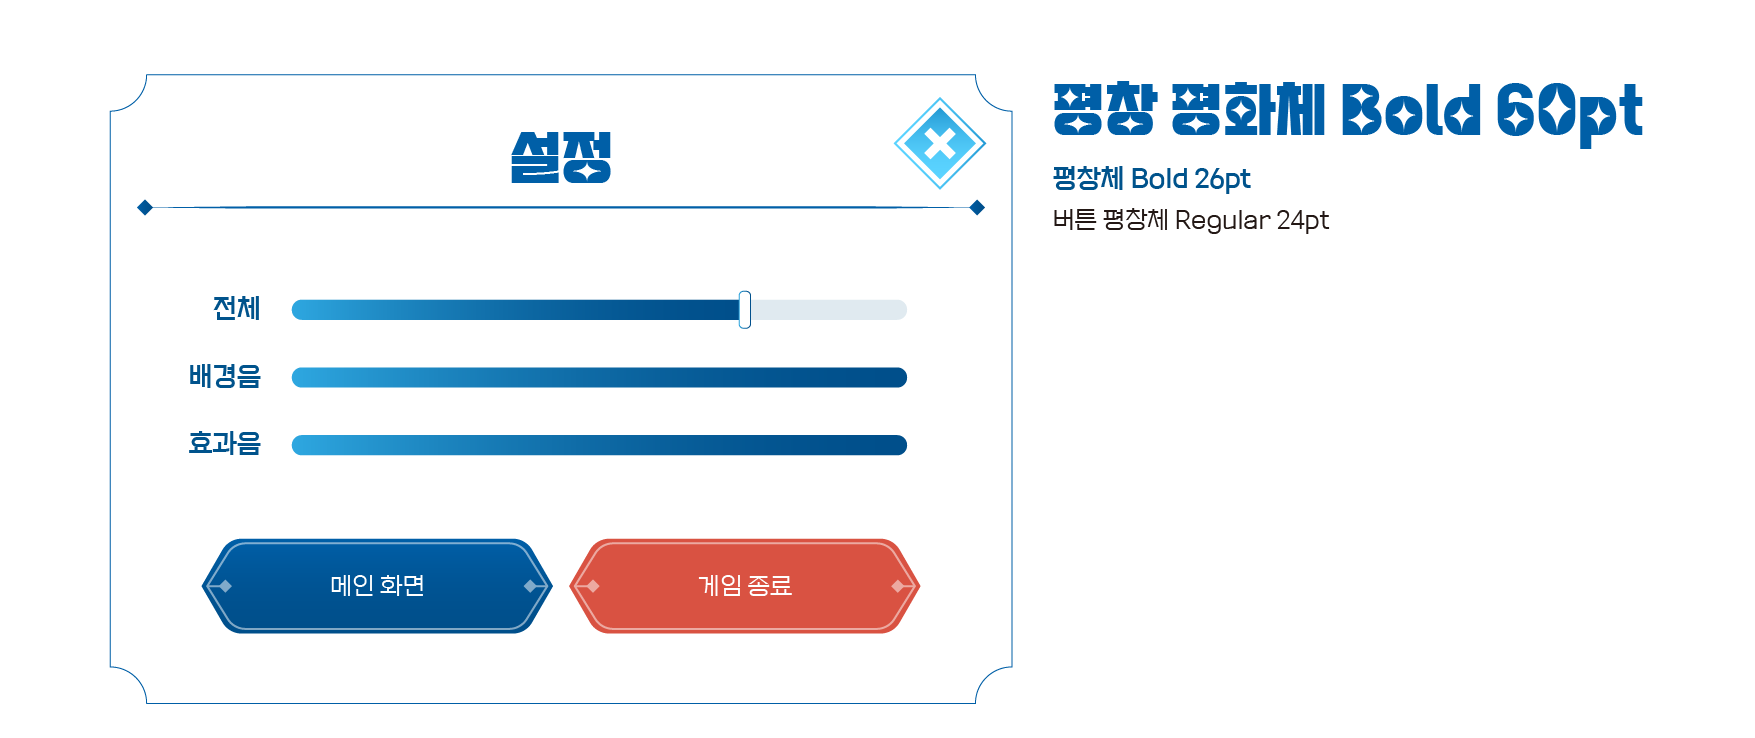 설정
전체
배경음
효과음
메인 화면
게임 종료
평창 평화체 Bold 60pt
평창체 Bold 26pt
버튼 평창체 Regular 24pt